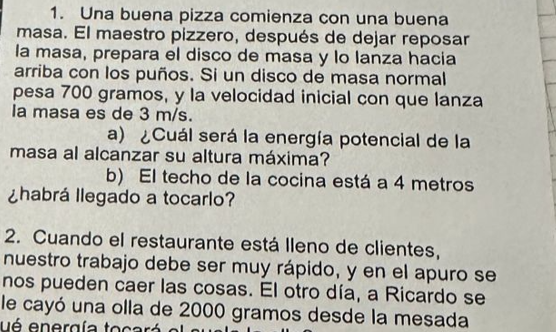 1. Una buena pizza comienza con una buena
masa. El maestro pizzero, después de dejar reposar
la masa, prepara el disco de masa y lo lanza hacia
arriba con los puños. Si un disco de masa normal
pesa 700 gramos, y la velocidad inicial con que lanza
la masa es de 3 m/s.
a) ¿Cuál será la energía potencial de la
masa al alcanzar su altura máxima?
b) El techo de la cocina está a 4 metros
¿habrá llegado a tocarlo?
2. Cuando el restaurante está lleno de clientes,
nuestro trabajo debe ser muy rápido, y en el apuro se
nos pueden caer las cosas. El otro día, a Ricardo se
le cayó una olla de 2000 gramos desde la mesada
qué energía tocará el